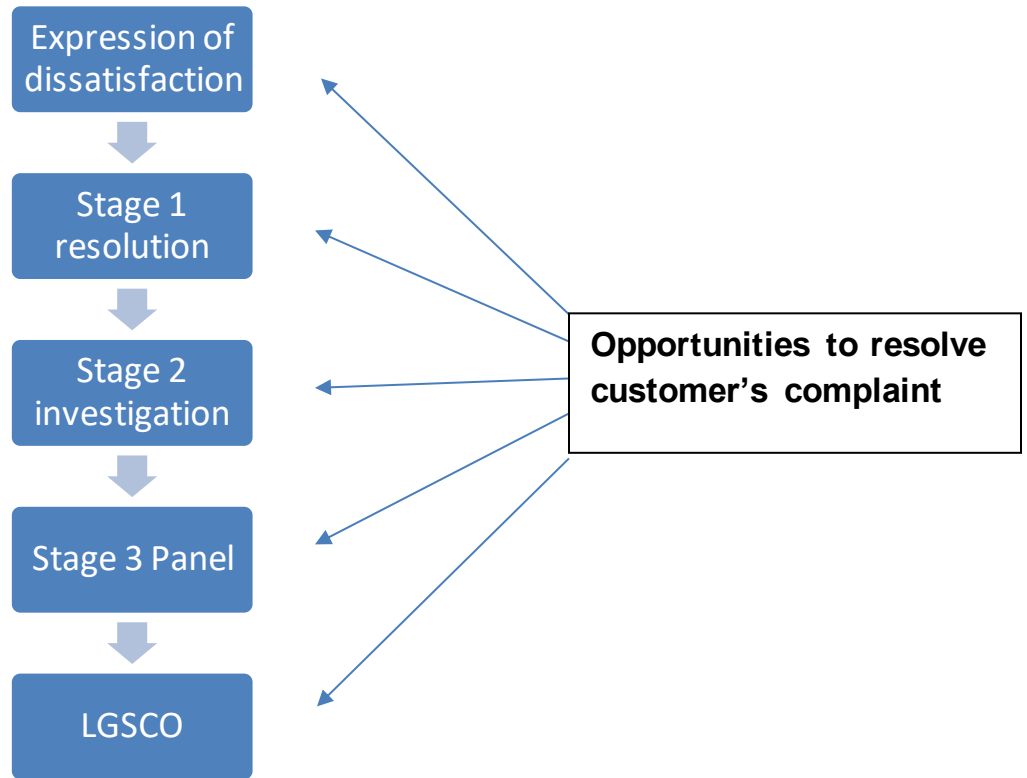 Expression of
dissatisfaction
Stage 1
resolution
Stage 2
investigation
Stage 3 Panel
LGSCO
Opportunities to resolve
customer’s complaint